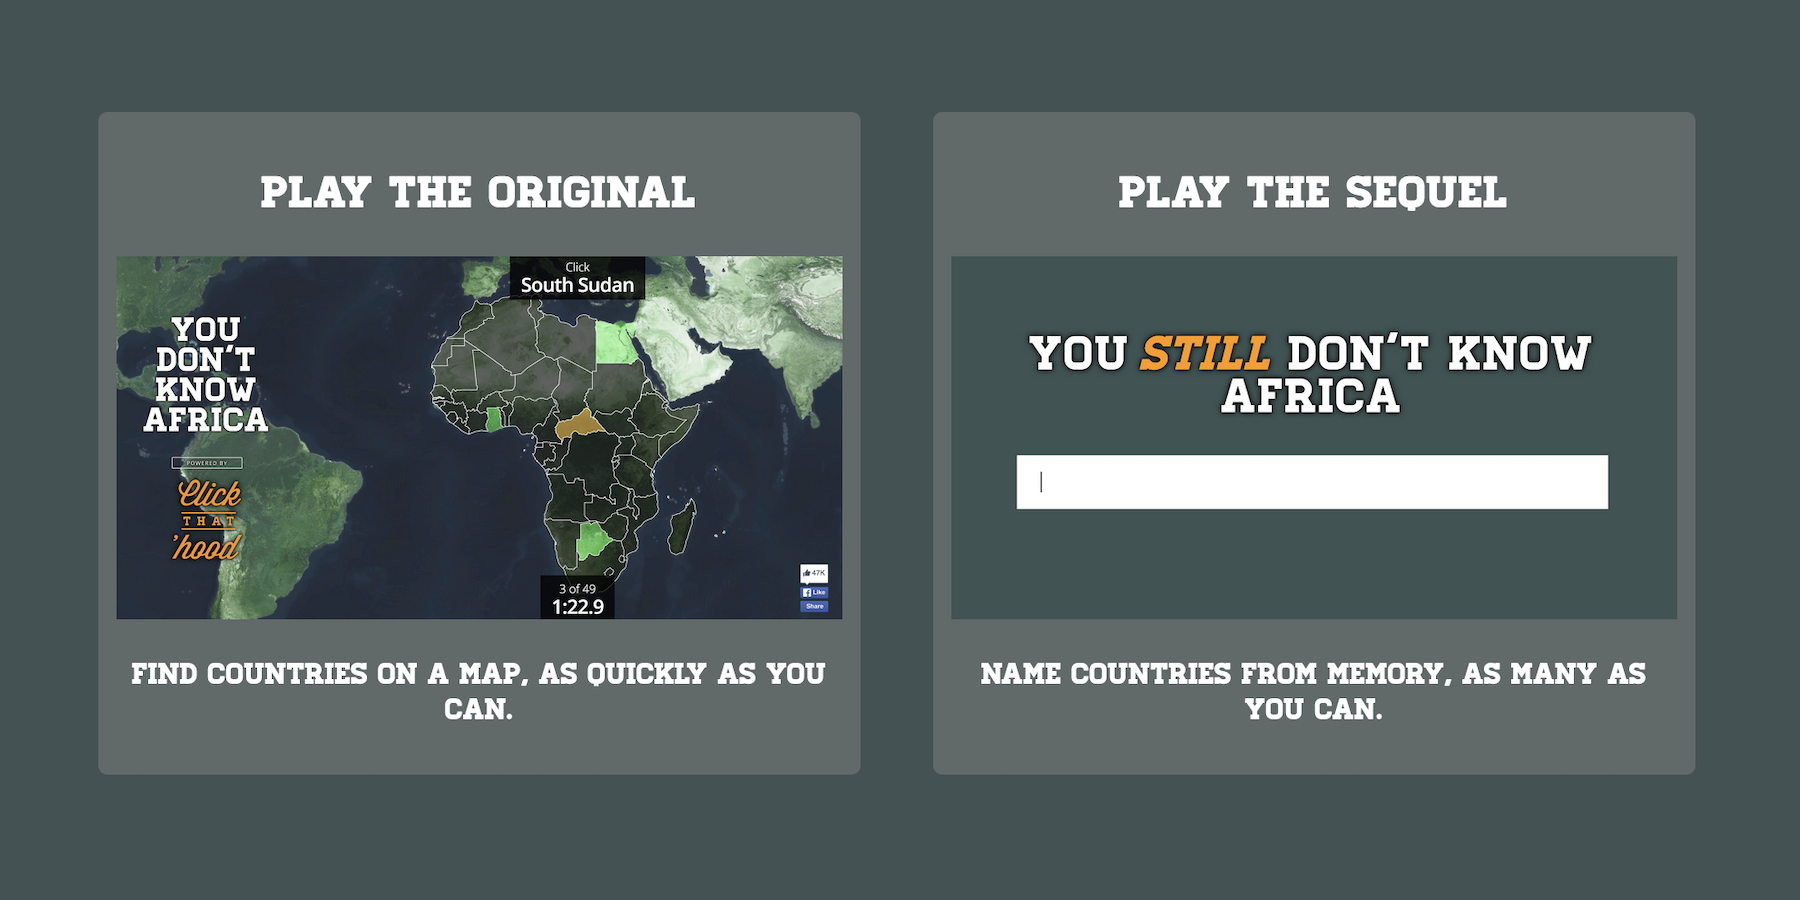 PLAY THE ORIGINAL
Click
South Sudan
YOU
DON'T
KNOW
AFRICA
POWERED BY
Click
THAT
'hood
3 of 49
1:22.9
47K
Like
Share
FIND COUNTRIES ON A MAP, AS QUICKLY AS YOU
CAN.
PLAY THE SEQUEL
YOU STILL DON'T KNOW
AFRICA
NAME COUNTRIES FROM MEMORY, AS MANY AS
YOU CAN.